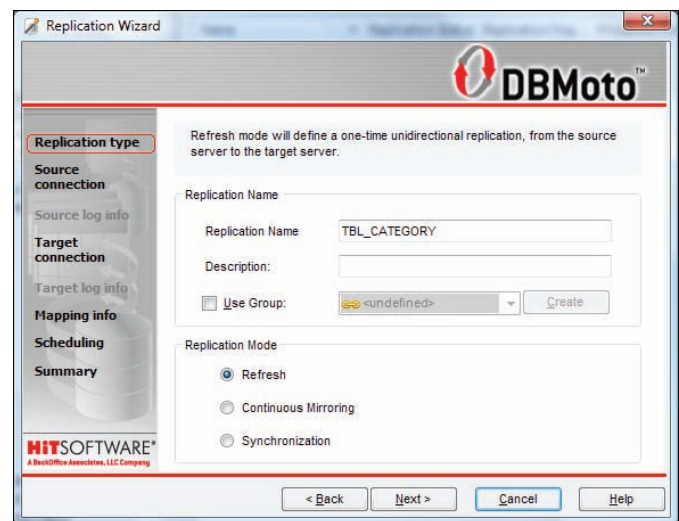 Replication Wizard
DBMoto™
Replication type
Source
connection
Source log info
Target
connection
Target log info
Mapping info
Scheduling
Summary
HiTSOFTWARE®
A BackOffice Associates, LLC Company
Refresh mode will define a one-time unidirectional replication, from the source
server to the target server.
Replication Name
Replication Name TBL_CATEGORY
Description:
Use Group: <undefined> Create
Replication Mode
Refresh
Continuous Mirroring
Synchronization
< Back Next > Cancel Help